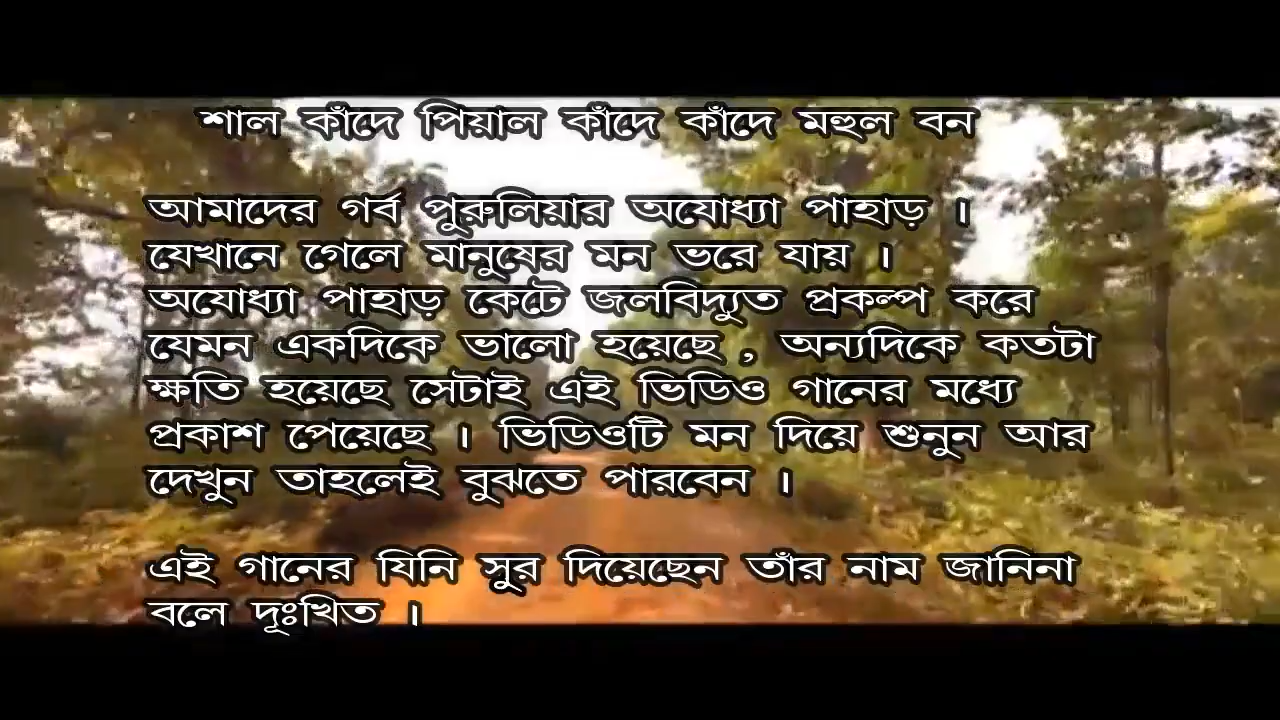 শাল কাঁদে পিয়াল কাঁদে কাঁদে মহুল বন
আমাদের গর্ব পুরুলিয়ার অযোধ্যা পাহাড় ।
যেখানে গেলে মানুষের মন ভরে যায় ।
অযোধ্যা পাহাড় কেটে জলবিদ্যুত প্রকল্প করে
যেমন একদিকে ভালো হয়েছে , অন্যদিকে কতটা
ক্ষতি হয়েছে সেটাই এই ভিডিও গানের মধ্যে
প্রকাশ পেয়েছে । ভিডিওটি মন দিয়ে শুনুন আর
দেখুন তাহলেই বুঝতে পারবেন ।
এই গানের যিনি সুর দিয়েছেন তাঁর নাম জানিনা
বলে দূঃখিত ।